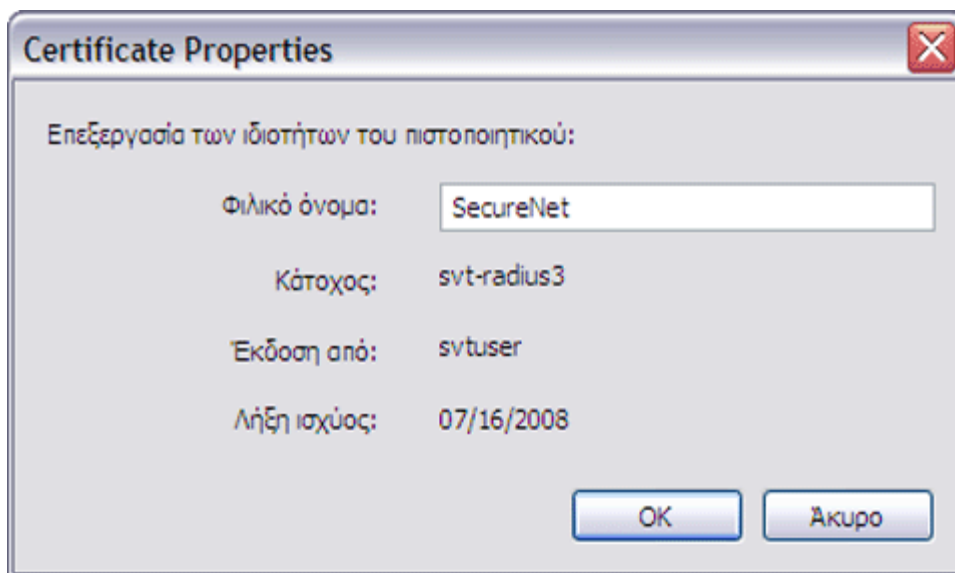 Certificate Properties
Επεξεργασία των ιδιοτήτων του πιστοποιητικού:
Φιλικό όνομα: SecureNet
Κάτοχος: svt-radius3
Έκδοση από: svtuser
Λήξη ισχύος: 07/16/2008
OK Άκυρο